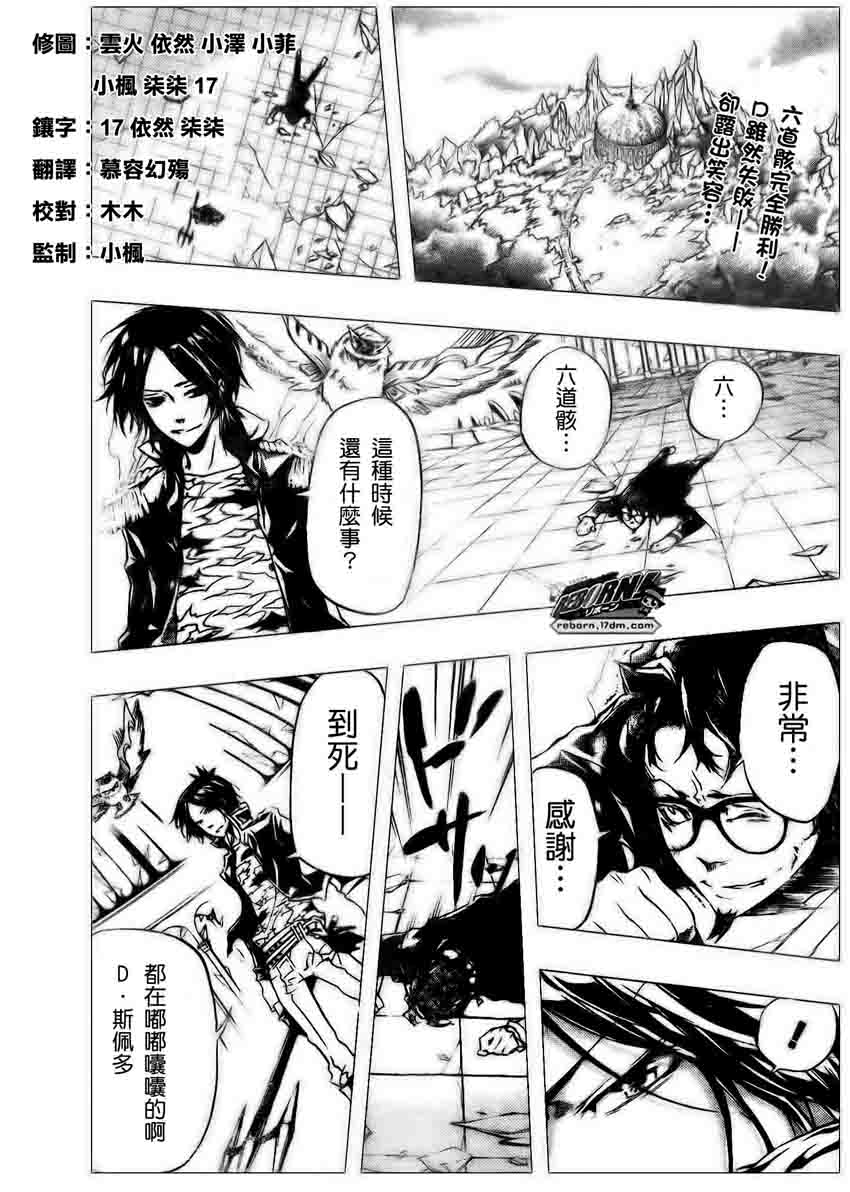 修圖：雲火 依然 小澤 小菲
小楓 柒柒 17
鑲字：17 依然 柒柒
翻譯：慕容幻殤
校對：木木
監制：小楓
六道骸完全勝利！
D雖然失敗——
卻露出笑容…
六…
六道骸…
這種時候
還有什麼事？
REBORN!
リボーン
reborn.17dm.com
非常…
感謝…
ドサッ
到死——
！
都在嘟嘟囔囔的啊
D．斯佩多